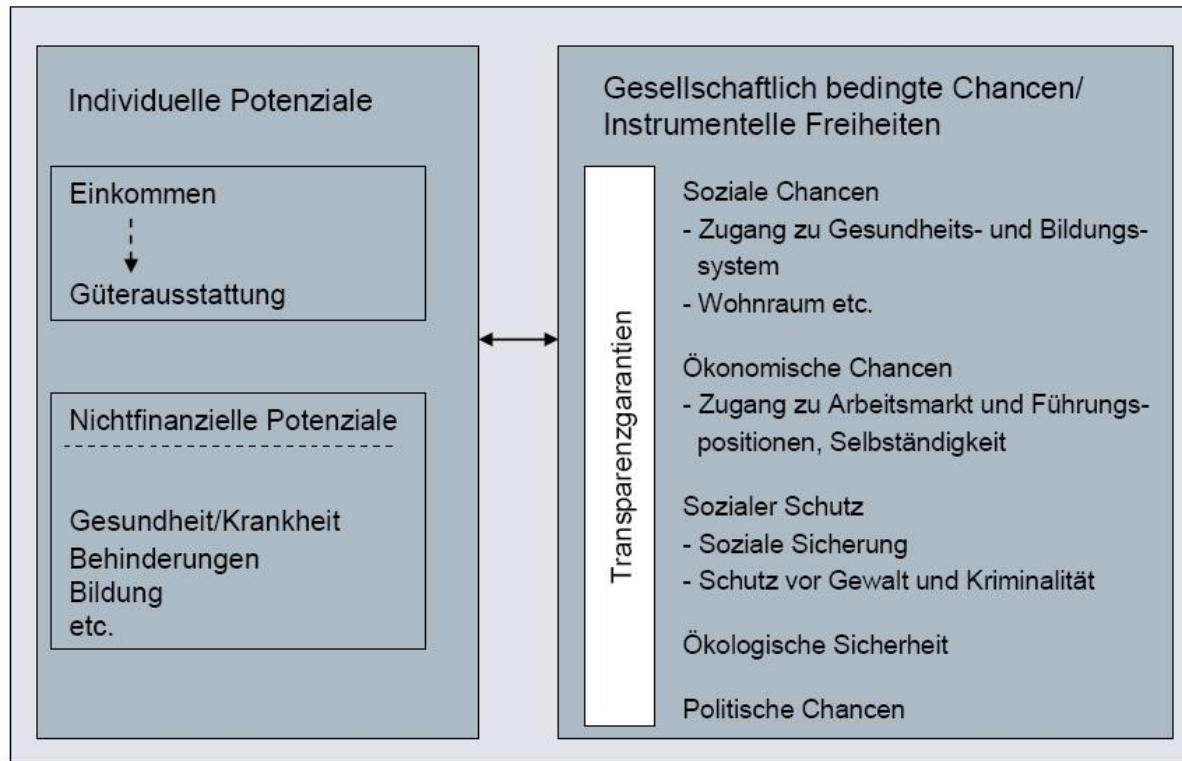 Individuelle Potenziale
Einkommen
Güterausstattung
Nichtfinanzielle Potenziale
Gesundheit/Krankheit
Behinderungen
Bildung
etc.
Gesellschaftlich bedingte Chancen/
Instrumentelle Freiheiten
Transparenzgarantien
Soziale Chancen
- Zugang zu Gesundheits- und Bildungs-
system
- Wohnraum etc.
Ökonomische Chancen
- Zugang zu Arbeitsmarkt und Führungs-
positionen, Selbständigkeit
Sozialer Schutz
- Soziale Sicherung
- Schutz vor Gewalt und Kriminalität
Ökologische Sicherheit
Politische Chancen